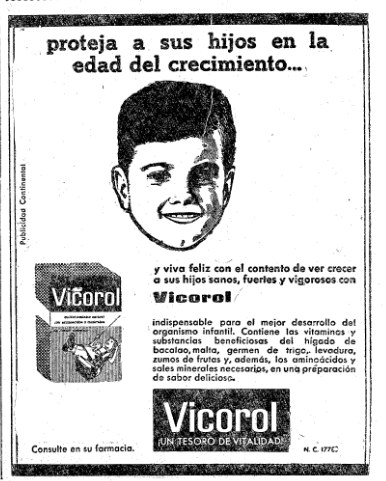 proteja a sus hijos en la
edad del crecimiento...
Publicidad Continental
y viva feliz con el contento de ver crecer
a sus hijos sanos, fuertes y vigorosos con
Vicorol
indispensable para el mejor desarrollo del
organismo infantil. Contiene las vitaminas y
substancias beneficiosas del hígado de
bacalao, malta, germen de trigo, levadura,
zumos de frutas y, además, los aminoácidos y
sales minerales necesarios, en una préparación
de sabor delicioso.
Vicorol
Vicorol
¡UN TESORO DE VITALIDAD!
Consulte en su farmacia.
N. C. 177